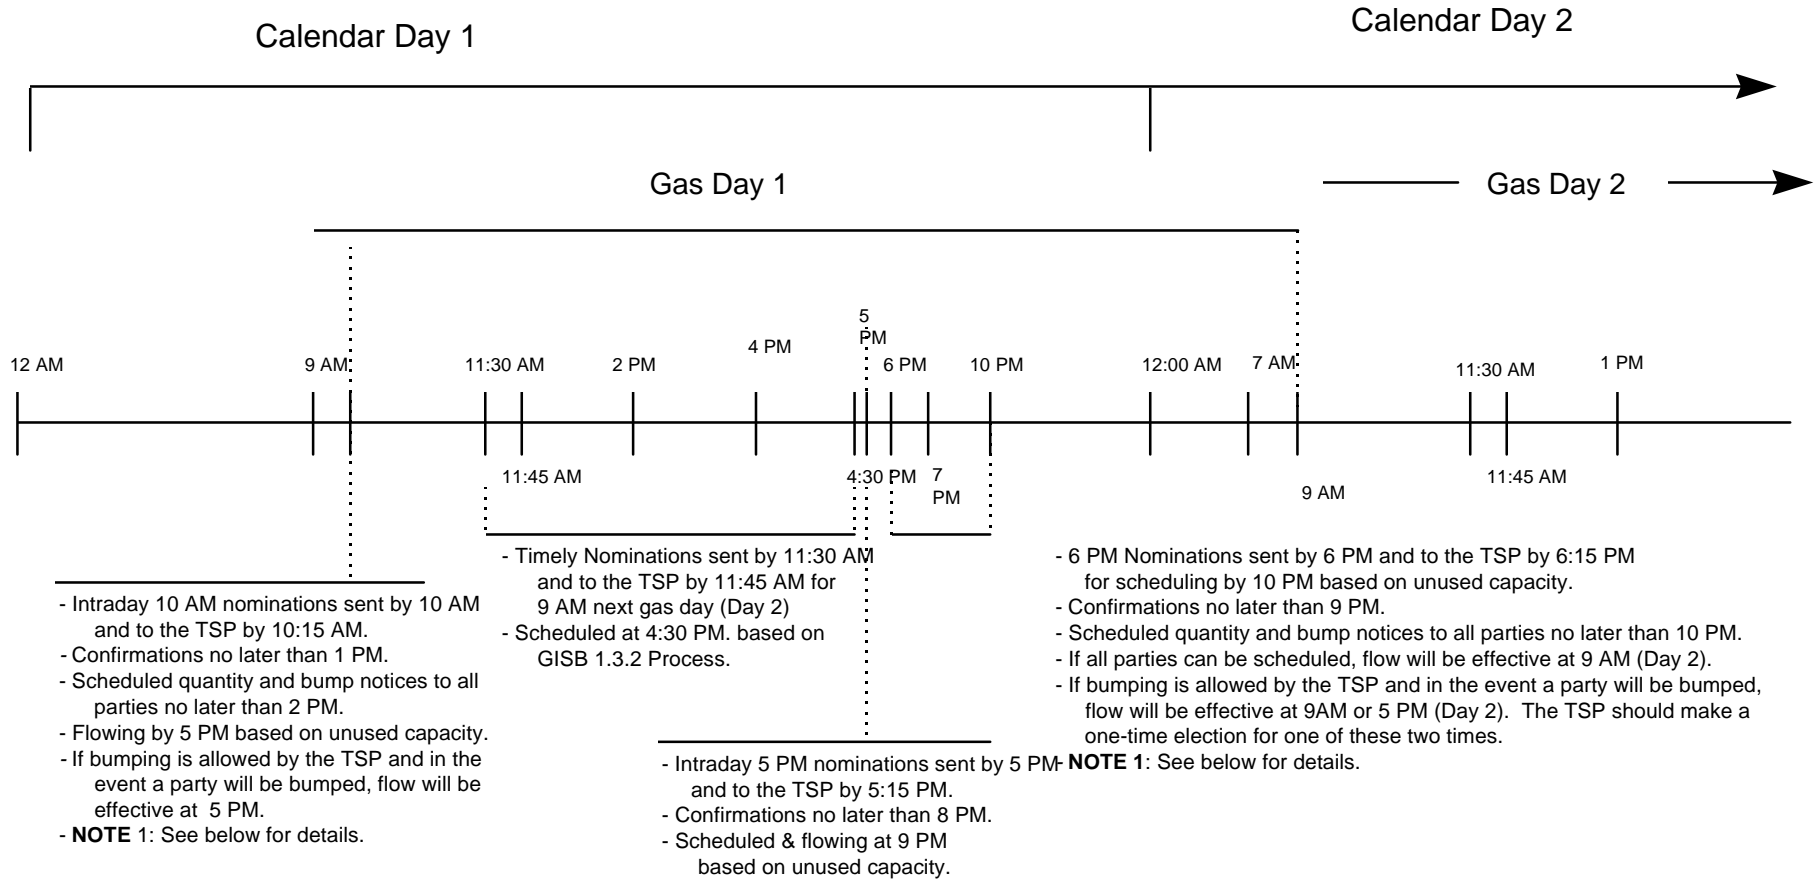 Calendar Day 1
Calendar Day 2
Gas Day 1
Gas Day 2
12 AM
9 AM
11:30 AM
2 PM
4 PM
5
PM
6 PM
10 PM
12:00 AM
7 AM
11:30 AM
1 PM
11:45 AM
4:30 PM
7
PM
9 AM
11:45 AM
- Intraday 10 AM nominations sent by 10 AM
and to the TSP by 10:15 AM.
- Confirmations no later than 1 PM.
- Scheduled quantity and bump notices to all
parties no later than 2 PM.
- Flowing by 5 PM based on unused capacity.
- If bumping is allowed by the TSP and in the
event a party will be bumped, flow will be
effective at 5 PM.
- NOTE 1: See below for details.
- Timely Nominations sent by 11:30 AM
and to the TSP by 11:45 AM for
9 AM next gas day (Day 2)
- Scheduled at 4:30 PM. based on
GISB 1.3.2 Process.
- Intraday 5 PM nominations sent by 5 PM
and to the TSP by 5:15 PM.
- Confirmations no later than 8 PM.
- Scheduled & flowing at 9 PM
based on unused capacity.
- 6 PM Nominations sent by 6 PM and to the TSP by 6:15 PM
for scheduling by 10 PM based on unused capacity.
- Confirmations no later than 9 PM.
- Scheduled quantity and bump notices to all parties no later than 10 PM.
- If all parties can be scheduled, flow will be effective at 9 AM (Day 2).
- If bumping is allowed by the TSP and in the event a party will be bumped,
flow will be effective at 9AM or 5 PM (Day 2). The TSP should make a
one-time election for one of these two times.
- NOTE 1: See below for details.